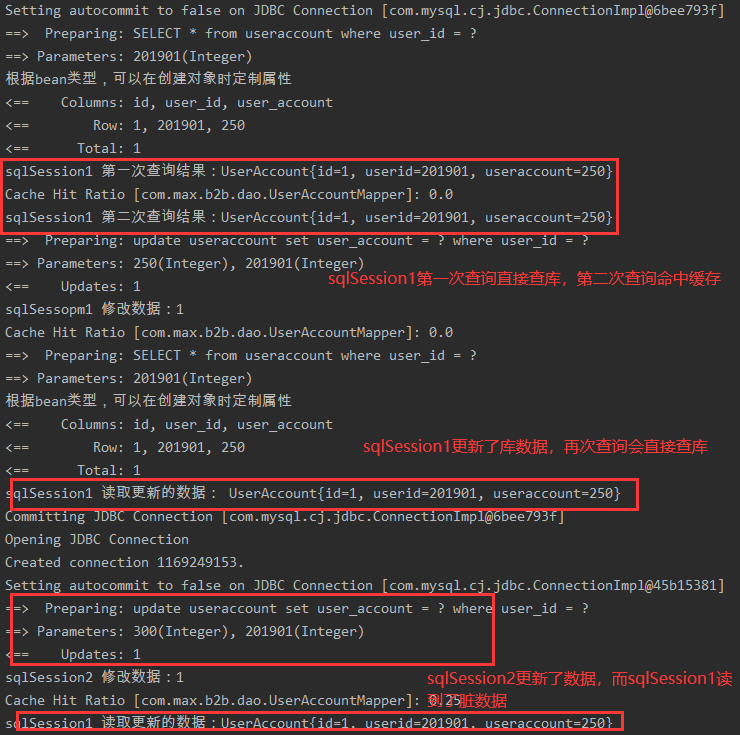 Setting autocommit to false on JDBC Connection [com.mysql.cj.jdbc.ConnectionImpl@6bee793f]
==>  Preparing: SELECT * from useraccount where user_id = ?
==> Parameters: 201901(Integer)
根据bean类型，可以在创建对象时定制属性
<==    Columns: id, user_id, user_account
<==        Row: 1, 201901, 250
<==      Total: 1
sqlSession1 第一次查询结果：UserAccount{id=1, userid=201901, useraccount=250}
Cache Hit Ratio [com.max.b2b.dao.UserAccountMapper]: 0.0
sqlSession1 第二次查询结果：UserAccount{id=1, userid=201901, useraccount=250}
==>  Preparing: update useraccount set user_account = ? where user_id = ?
==> Parameters: 250(Integer), 201901(Integer)
sqlSession1第一次查询直接查库，第二次查询命中缓存
<==    Updates: 1
sqlSessopm1 修改数据：1
Cache Hit Ratio [com.max.b2b.dao.UserAccountMapper]: 0.0
==>  Preparing: SELECT * from useraccount where user_id = ?
==> Parameters: 201901(Integer)
根据bean类型，可以在创建对象时定制属性
<==    Columns: id, user_id, user_account
<==        Row: 1, 201901, 250
sqlSession1更新了库数据，再次查询会直接查库
<==      Total: 1
sqlSession1 读取更新的数据： UserAccount{id=1, userid=201901, useraccount=250}
Committing JDBC Connection [com.mysql.cj.jdbc.ConnectionImpl@6bee793f]
Opening JDBC Connection
Created connection 1169249153.
Setting autocommit to false on JDBC Connection [com.mysql.cj.jdbc.ConnectionImpl@45b15381]
==>  Preparing: update useraccount set user_account = ? where user_id = ?
==> Parameters: 300(Integer), 201901(Integer)
<==    Updates: 1
sqlSession2 修改数据：1
sqlSession2更新了数据，而sqlSession1读
到了脏数据
Cache Hit Ratio [com.max.b2b.dao.UserAccountMapper]: 0.25
sqlSession1 读取更新的数据：UserAccount{id=1, userid=201901, useraccount=250}